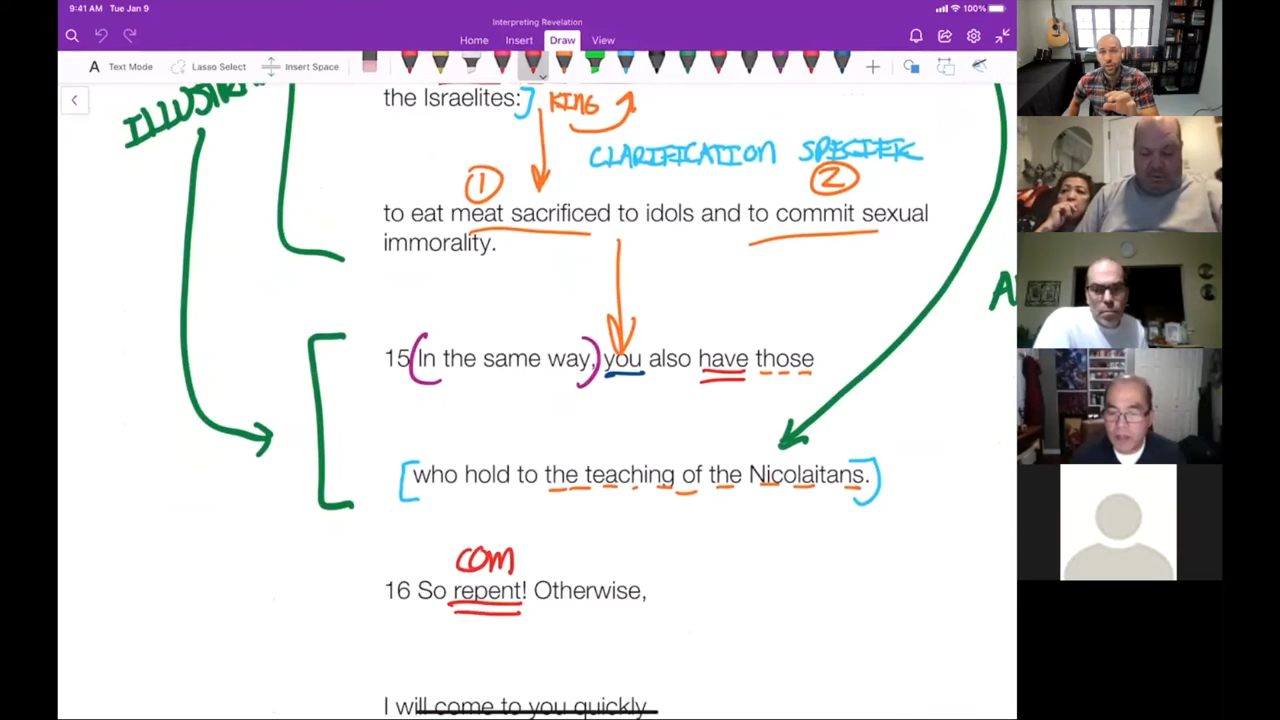 9:41 AM Tue Jan 9
100%
Interpreting Revelation
Home Insert Draw View
A Text Mode Lasso Select Insert Space
the Israelites: KING
CLARIFICATION
1 2
to eat meat sacrificed to idols and to commit sexual
immorality.
15 In the same way, you also have those
who hold to the teaching of the Nicolaitans.
COM
16 So repent! Otherwise,
I will come to you quickly